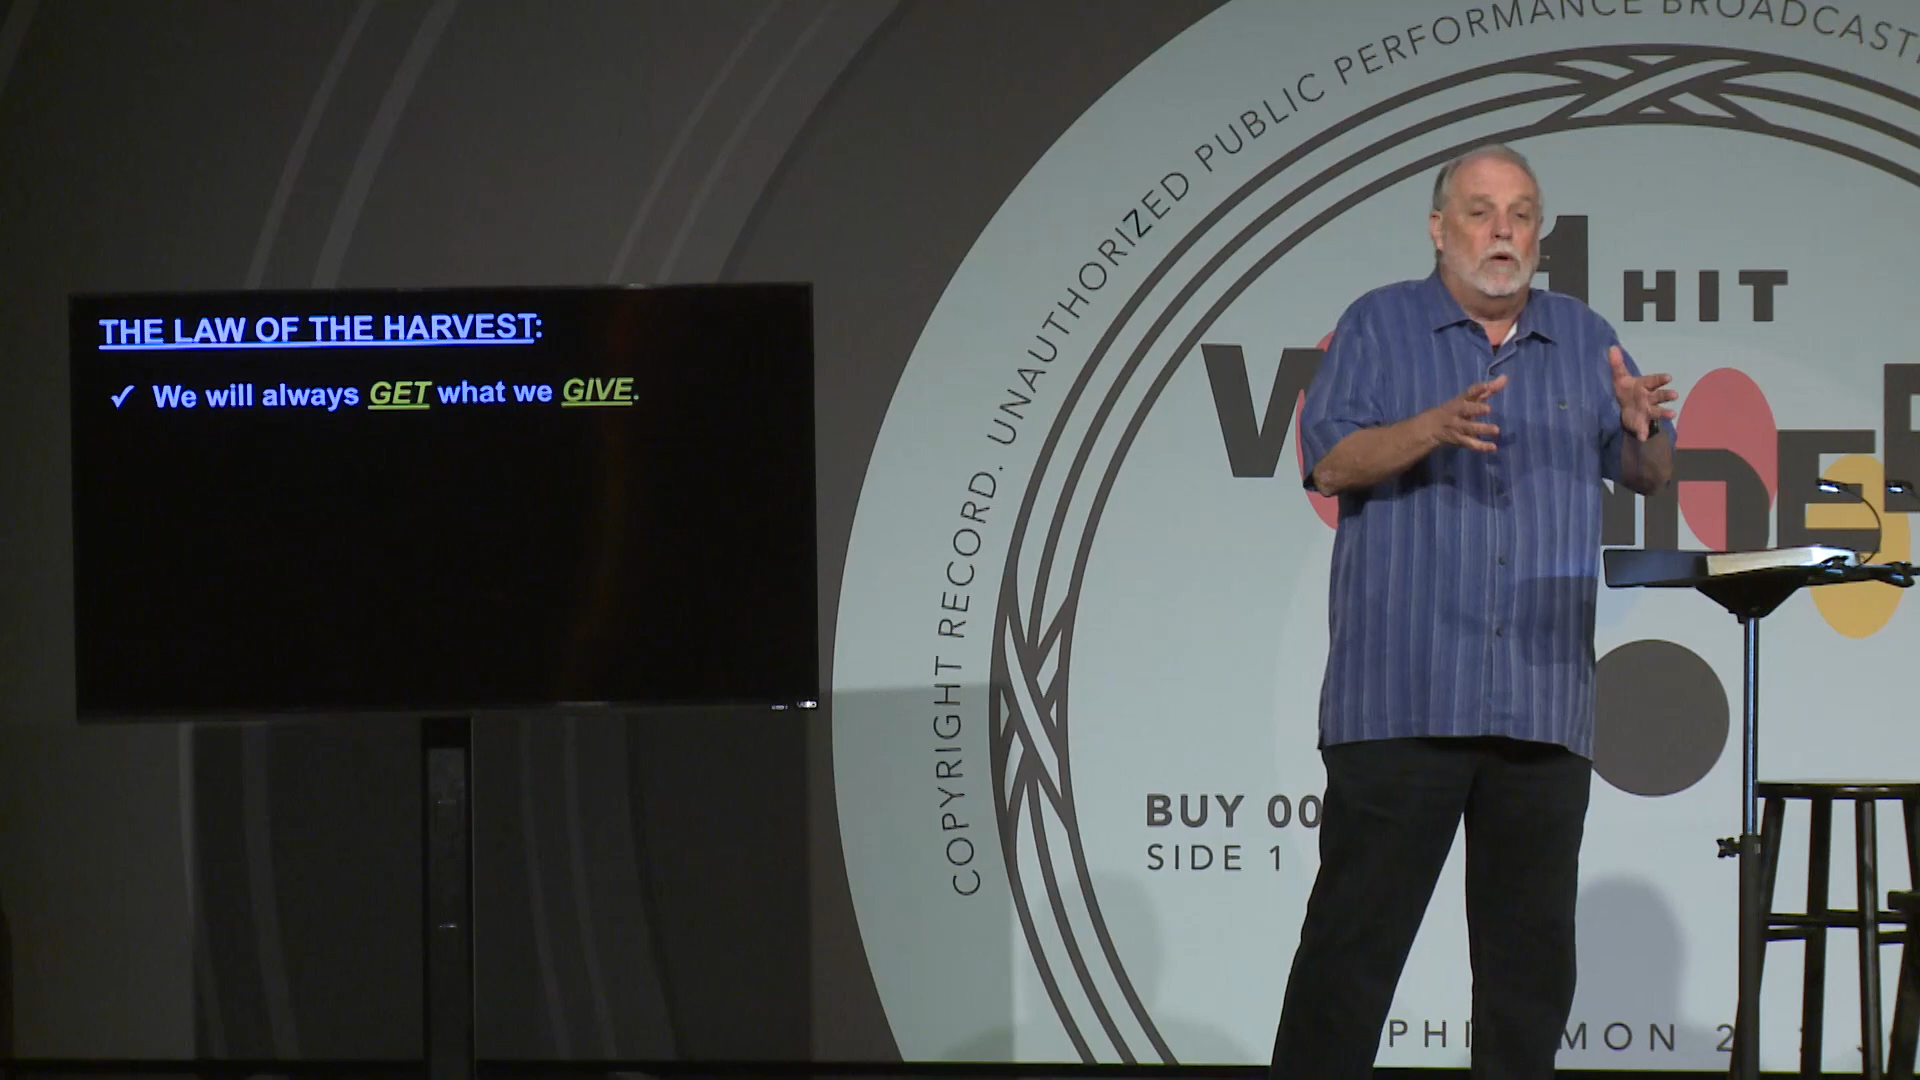 THE LAW OF THE HARVEST:
✓ We will always GET what we GIVE.
COPYRIGHT RECORD. UNAUTHORIZED PUBLIC PERFORMANCE BROADCAST
1 HIT
BUY 00
SIDE 1